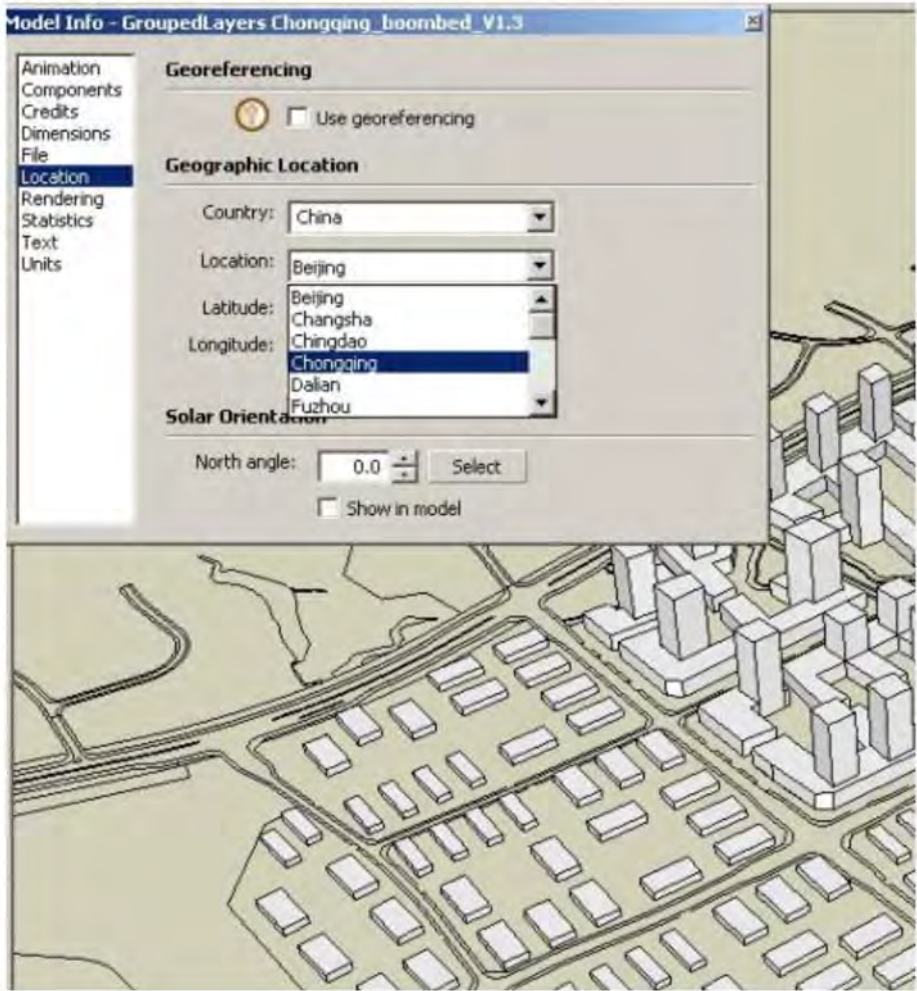 Model Info - GroupedLayers Chongqing_boombed_V1.3
Animation
Components
Credits
Dimensions
File
Location
Rendering
Statistics
Text
Units
Georeferencing
Use georeferencing
Geographic Location
Country: China
Location: Beijing
Latitude:
Longitude:
Beijing
Changsha
Chingdao
Chongqing
Dalian
Fuzhou
Solar Orientation
North angle: 0.0 Select
Show in model